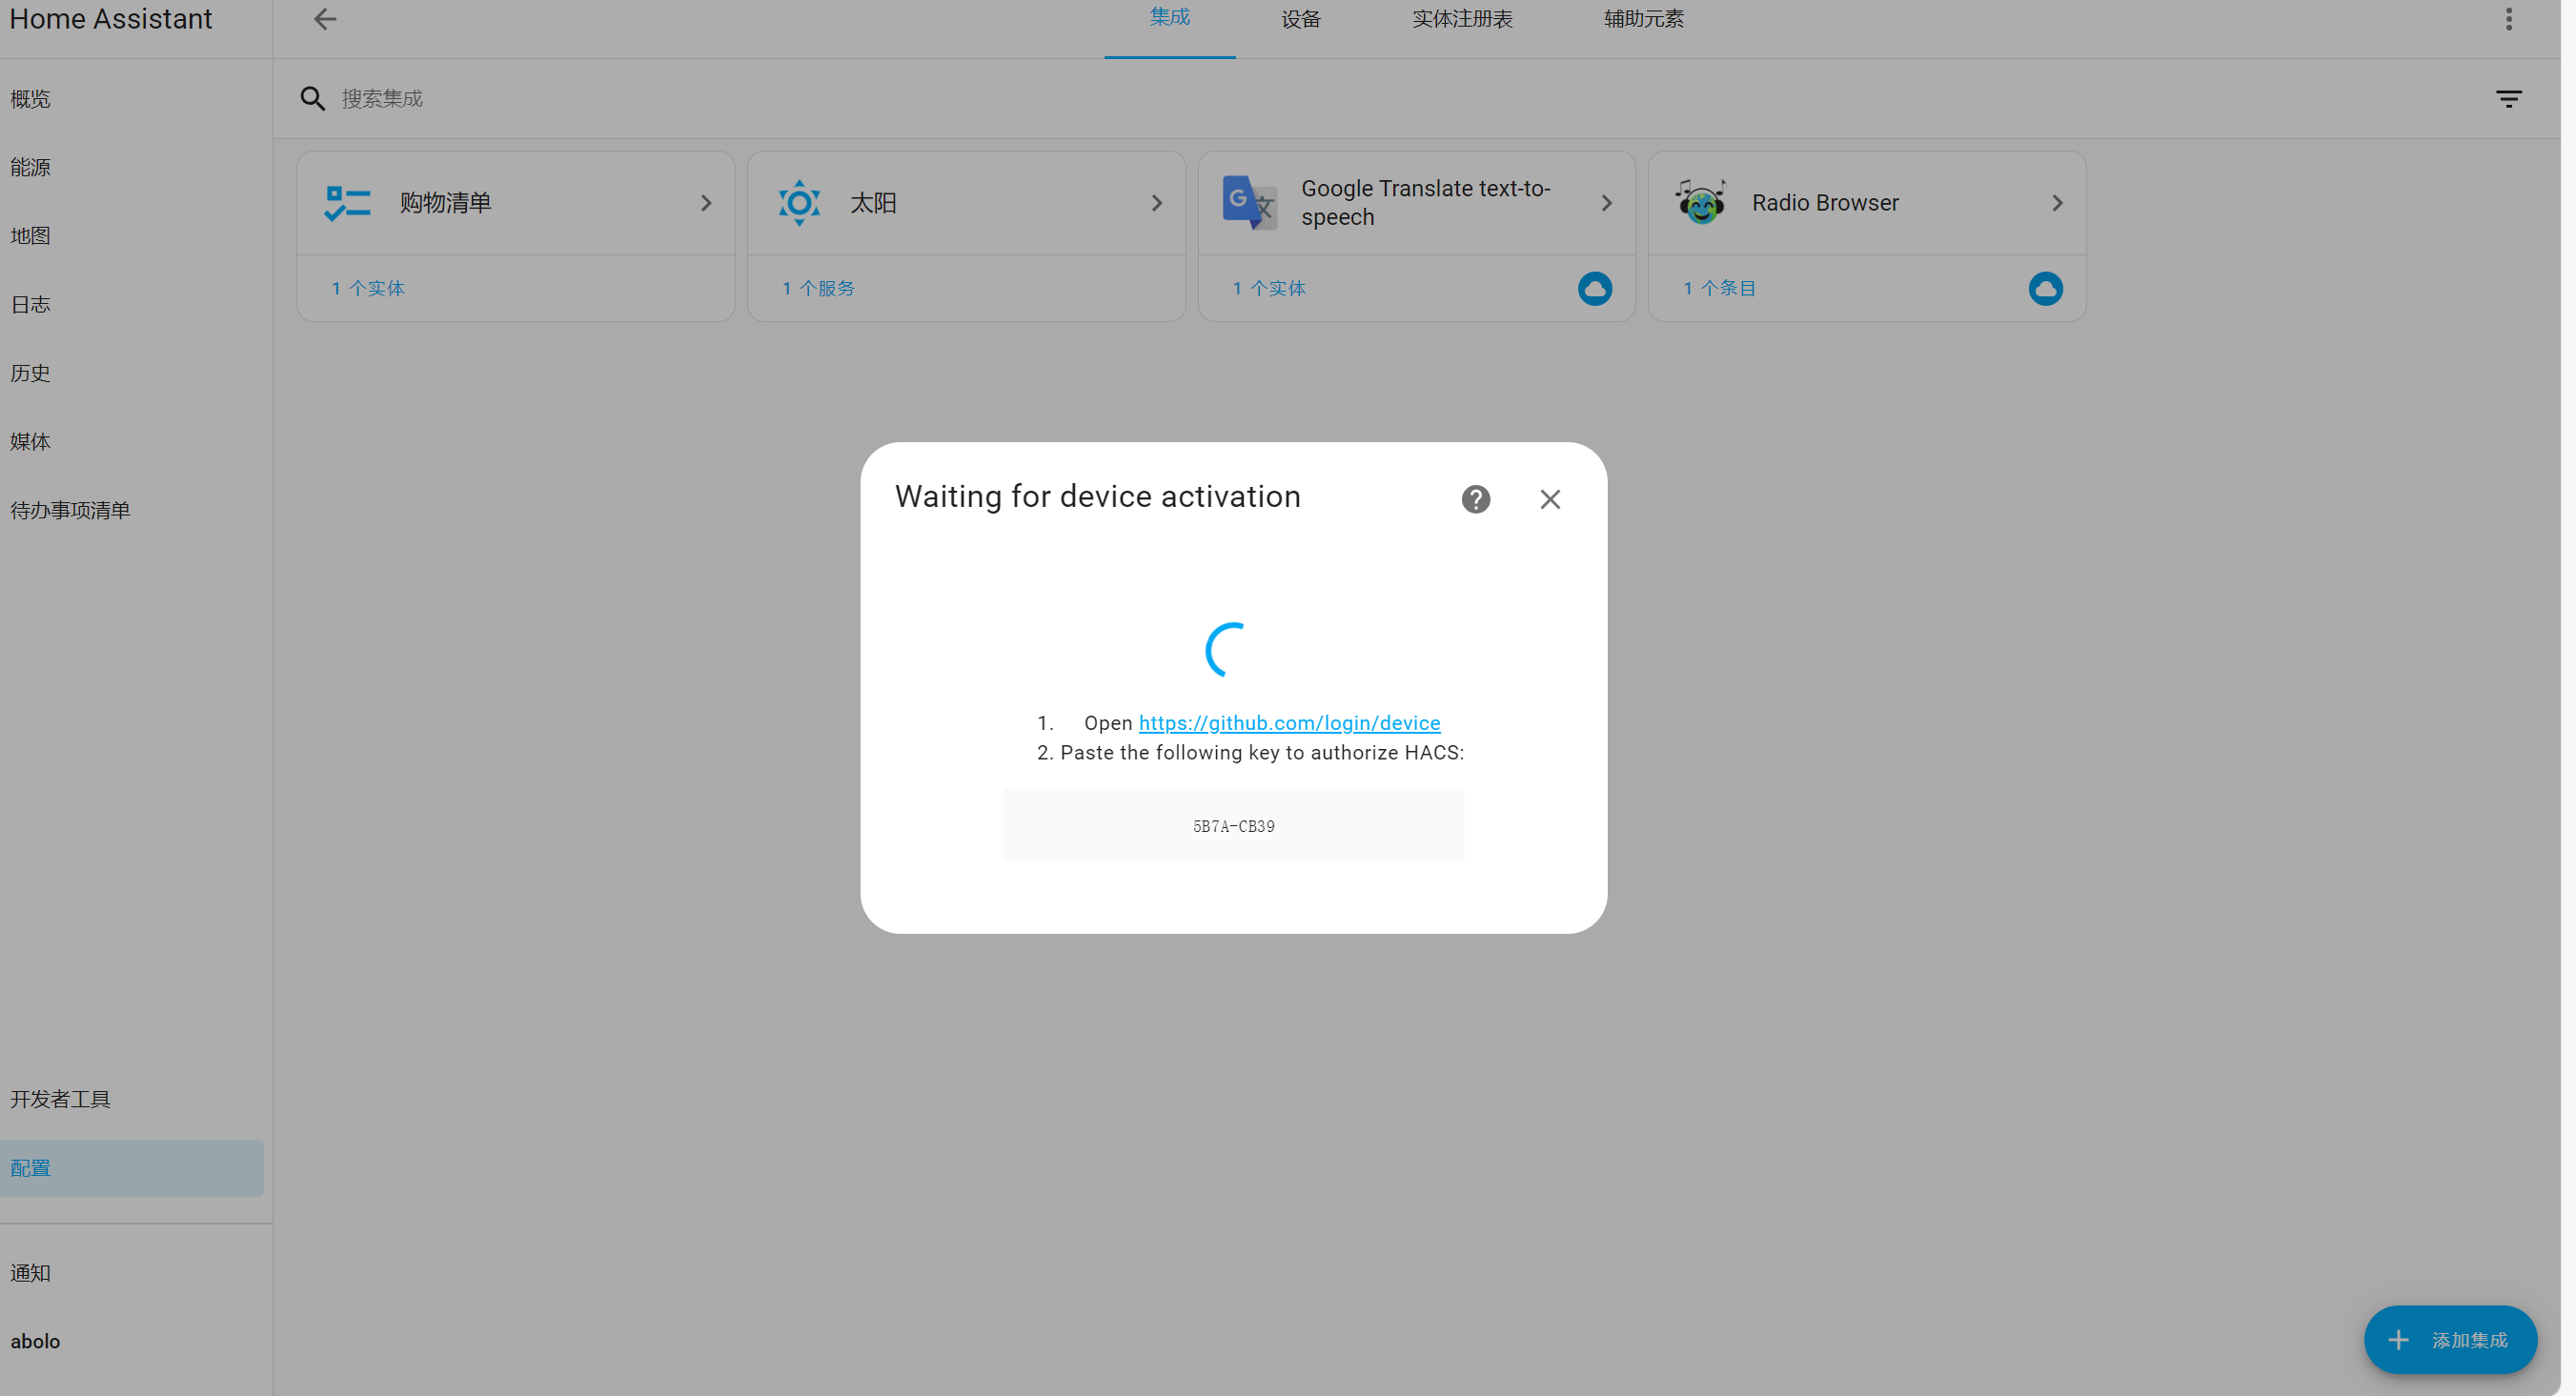 Home Assistant
集成
设备
实体注册表
辅助元素
概览
搜索集成
能源
地图
日志
历史
媒体
待办事项清单
购物清单
1 个实体
太阳
1 个服务
Google Translate text-to-
speech
1 个实体
Radio Browser
1 个条目
Waiting for device activation
1. Open https://github.com/login/device
2. Paste the following key to authorize HACS:
5B7A-CB39
开发者工具
配置
通知
abolo
添加集成